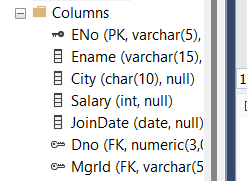 Columns
ENo (PK, varchar(5),
Ename (varchar(15),
City (char(10), null)
Salary (int, null)
JoinDate (date, null)
Dno (FK, numeric(3,0
MgrId (FK, varchar(5
1